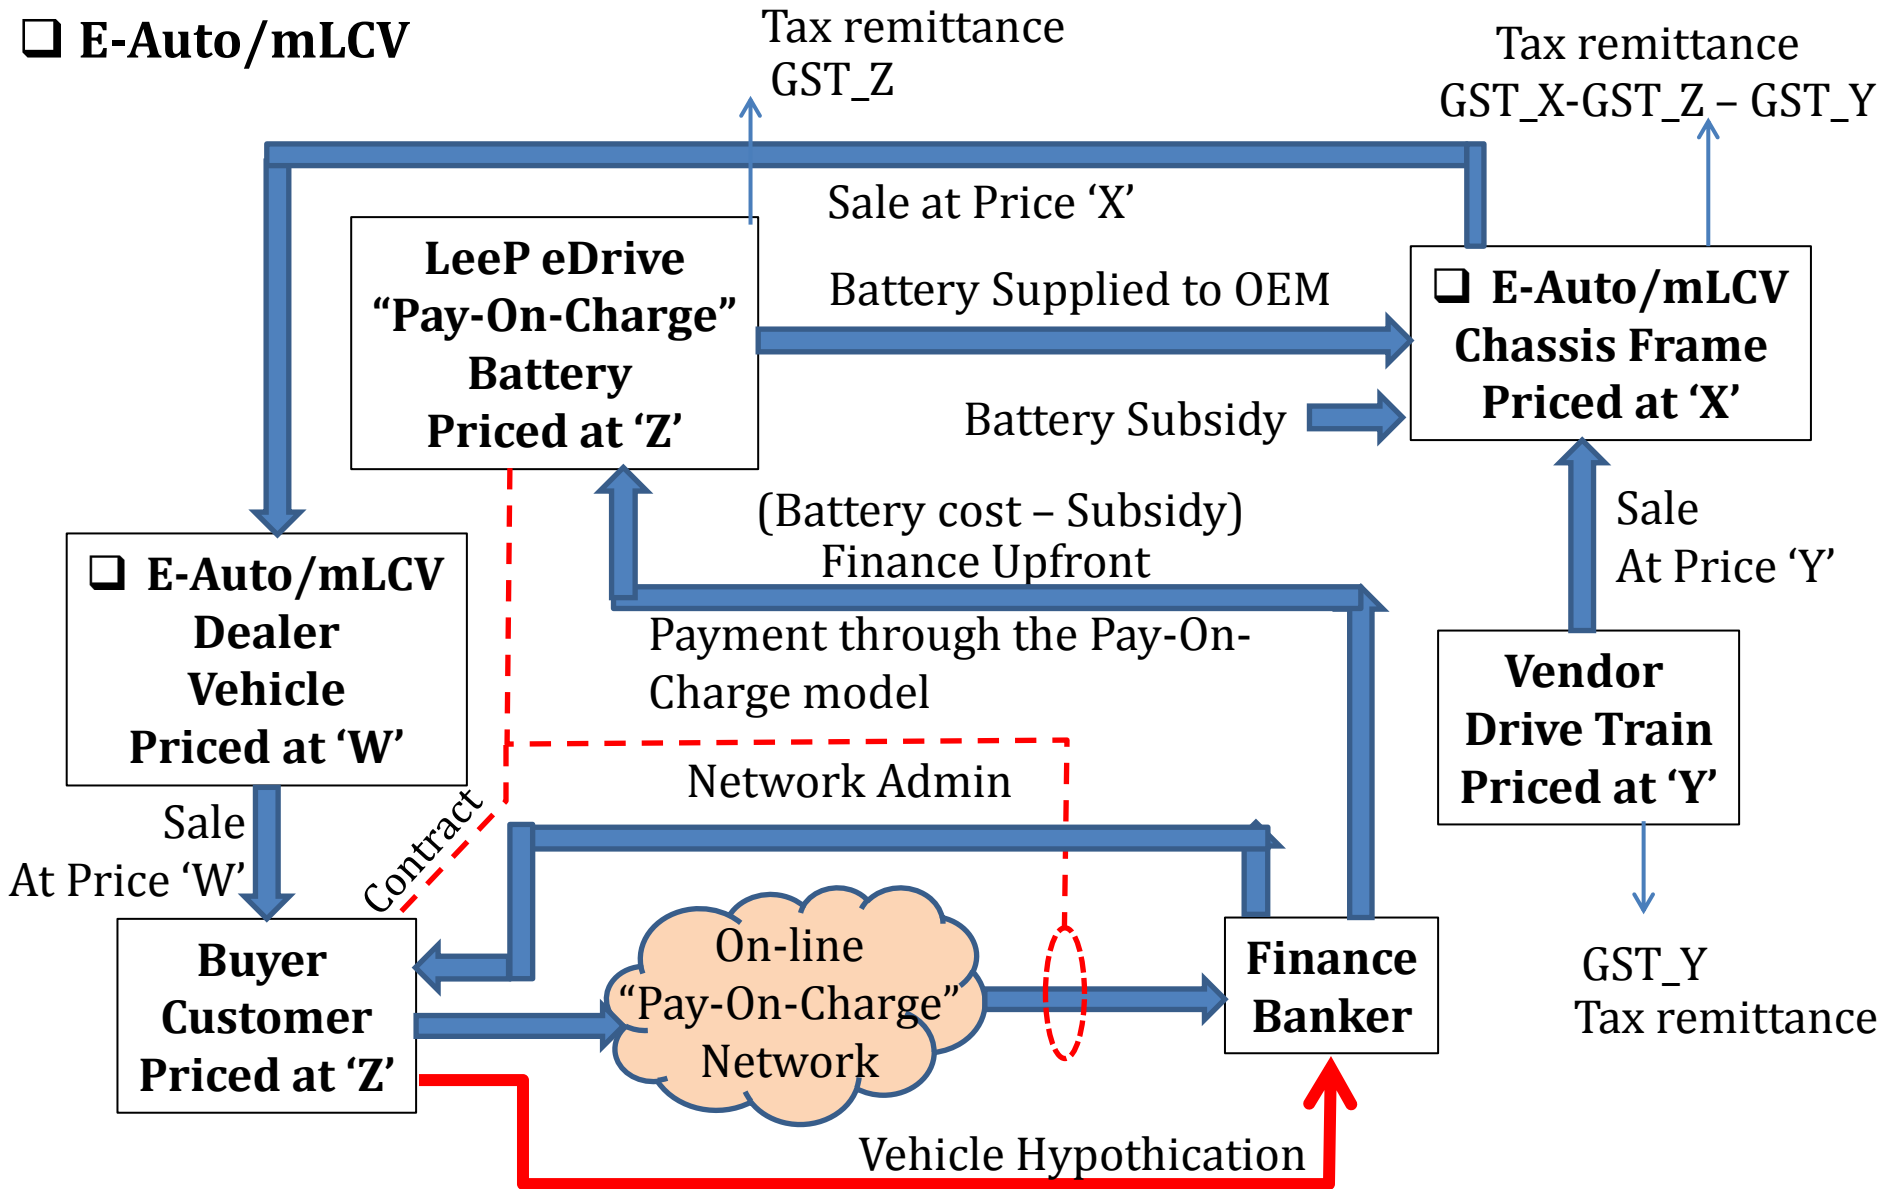 ❑ E-Auto/mLCV
Tax remittance
GST_Z
Tax remittance
GST_X-GST_Z – GST_Y
Sale at Price ‘X’
LeeP eDrive
“Pay-On-Charge”
Battery
Priced at ‘Z’
Battery Supplied to OEM
❑ E-Auto/mLCV
Chassis Frame
Priced at ‘X’
Battery Subsidy
(Battery cost – Subsidy)
Finance Upfront
Sale
At Price ‘Y’
❑ E-Auto/mLCV
Dealer
Vehicle
Priced at ‘W’
Payment through the Pay-On-
Charge model
Vendor
Drive Train
Priced at ‘Y’
Network Admin
Sale
At Price ‘W’
Contract
Buyer
Customer
Priced at ‘Z’
On-line
“Pay-On-Charge”
Network
Finance
Banker
GST_Y
Tax remittance
Vehicle Hypothication